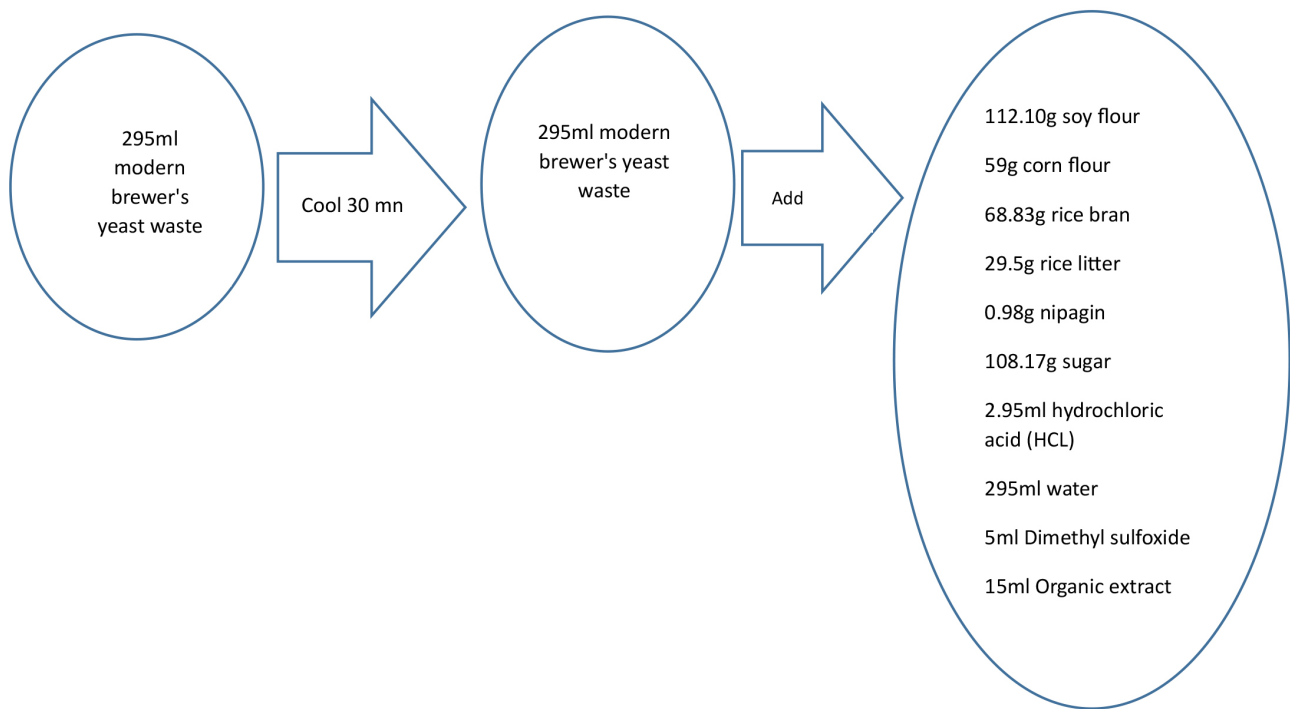 295ml
modern
brewer's
yeast waste
Cool 30 mn
295ml modern
brewer's yeast
waste
Add
112.10g soy flour
59g corn flour
68.83g rice bran
29.5g rice litter
0.98g nipagin
108.17g sugar
2.95ml hydrochloric
acid (HCL)
295ml water
5ml Dimethyl sulfoxide
15ml Organic extract